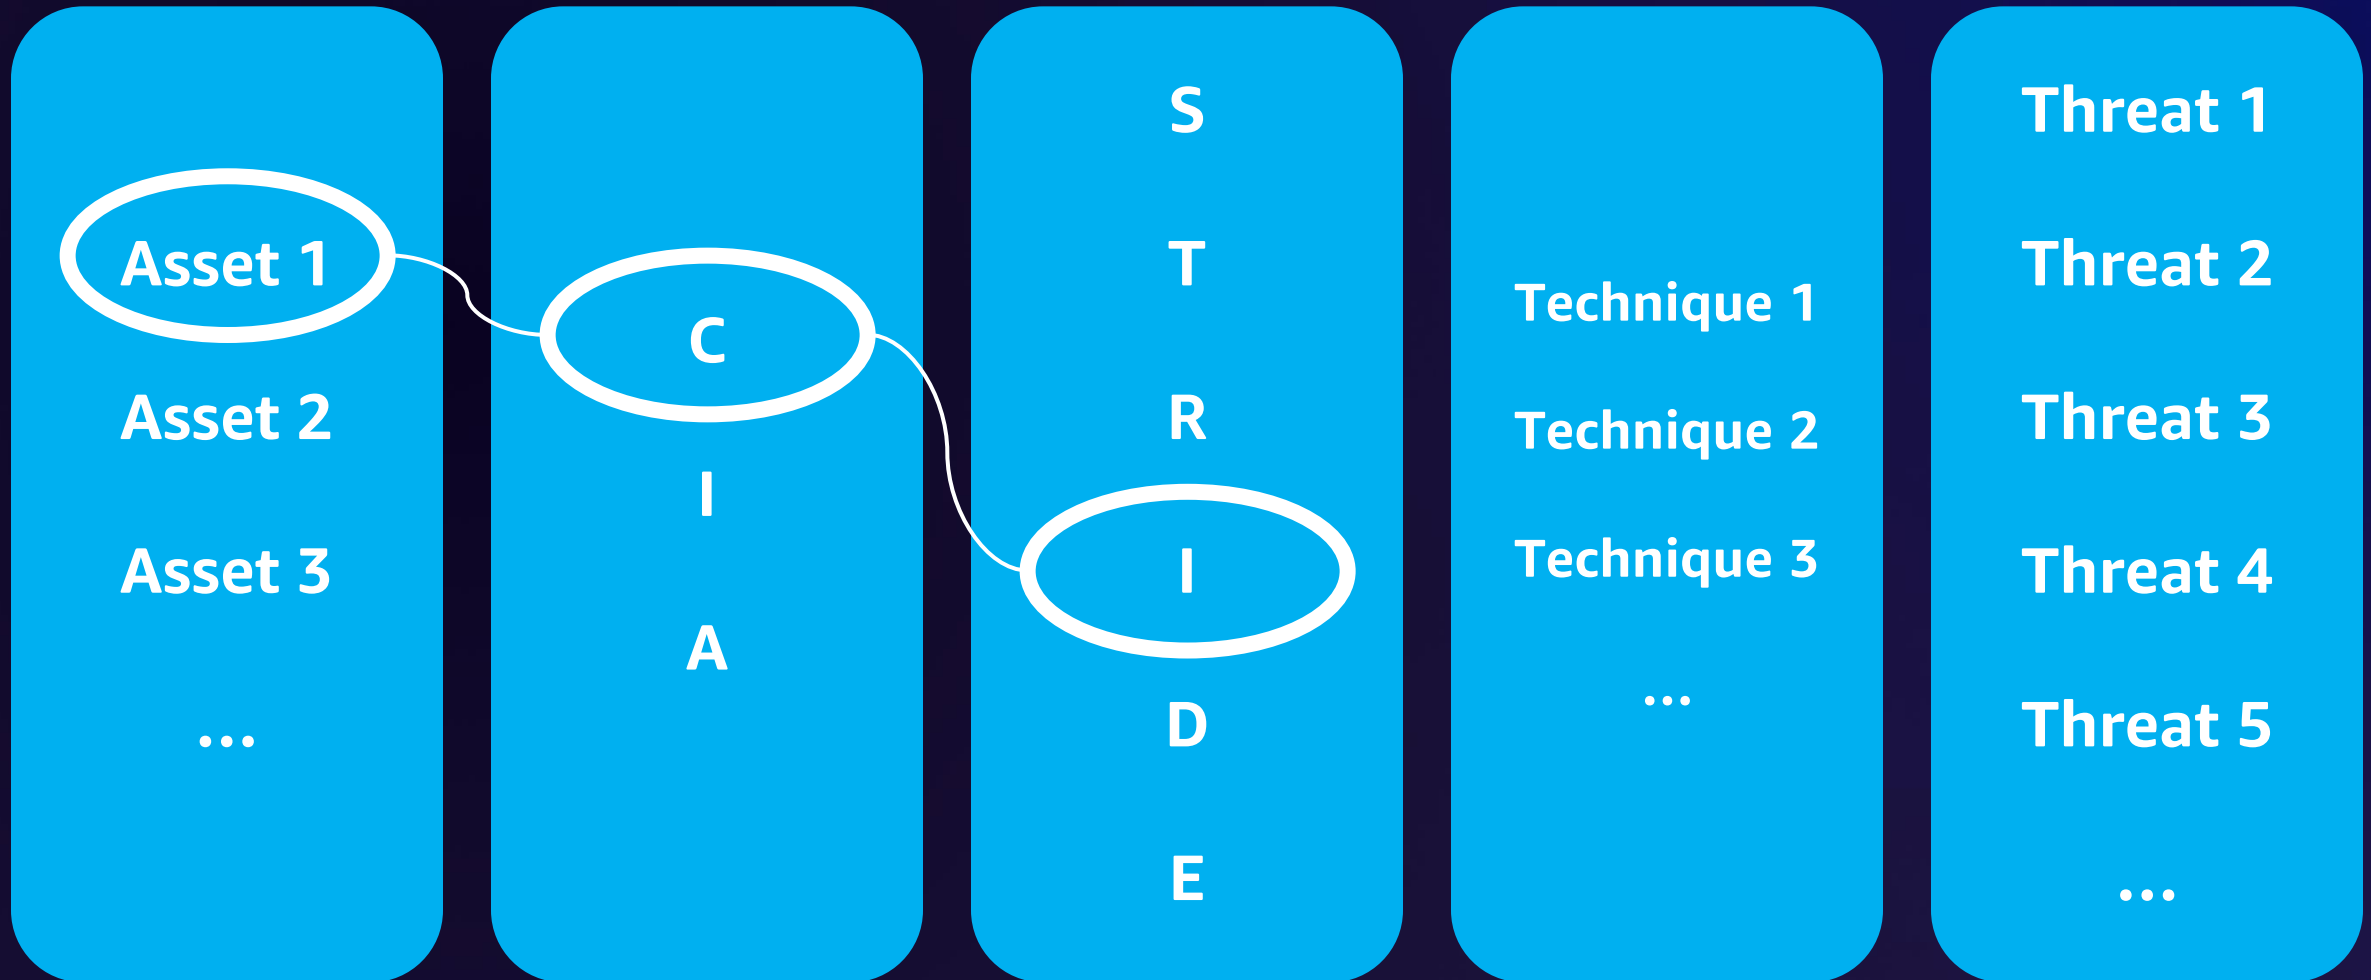 Asset 1
Asset 2
Asset 3
...
C
I
A
S
T
R
I
D
E
Technique 1
Technique 2
Technique 3
...
Threat 1
Threat 2
Threat 3
Threat 4
Threat 5
...